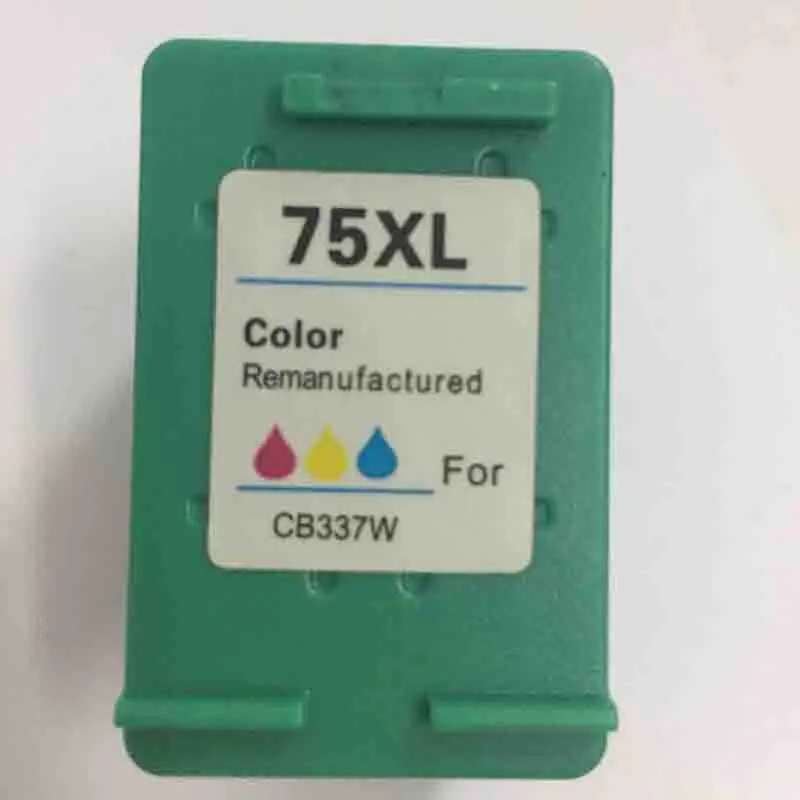 75XL
Color
Remanufactured
For
CB337W